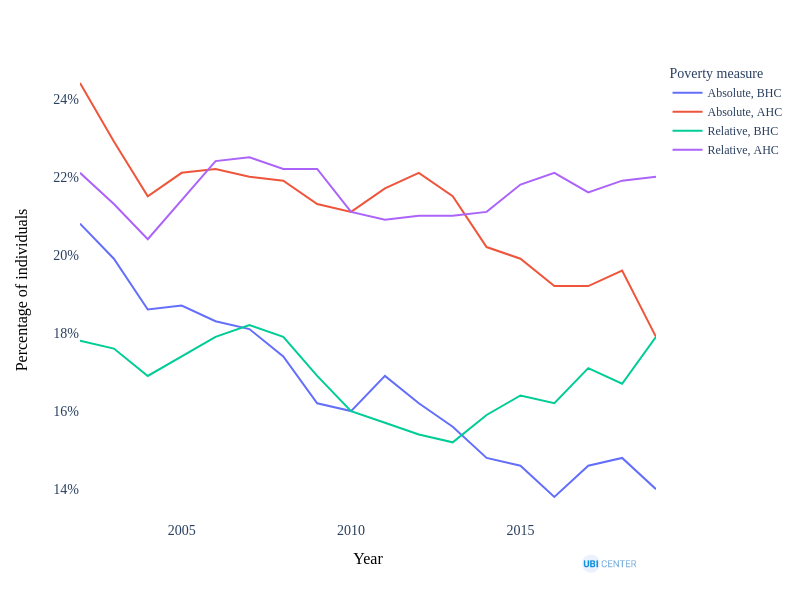 Poverty measure
Absolute, BHC
Absolute, AHC
Relative, BHC
Relative, AHC
24%
22%
20%
18%
16%
14%
Percentage of individuals
2005 2010 2015
Year
UBI CENTER